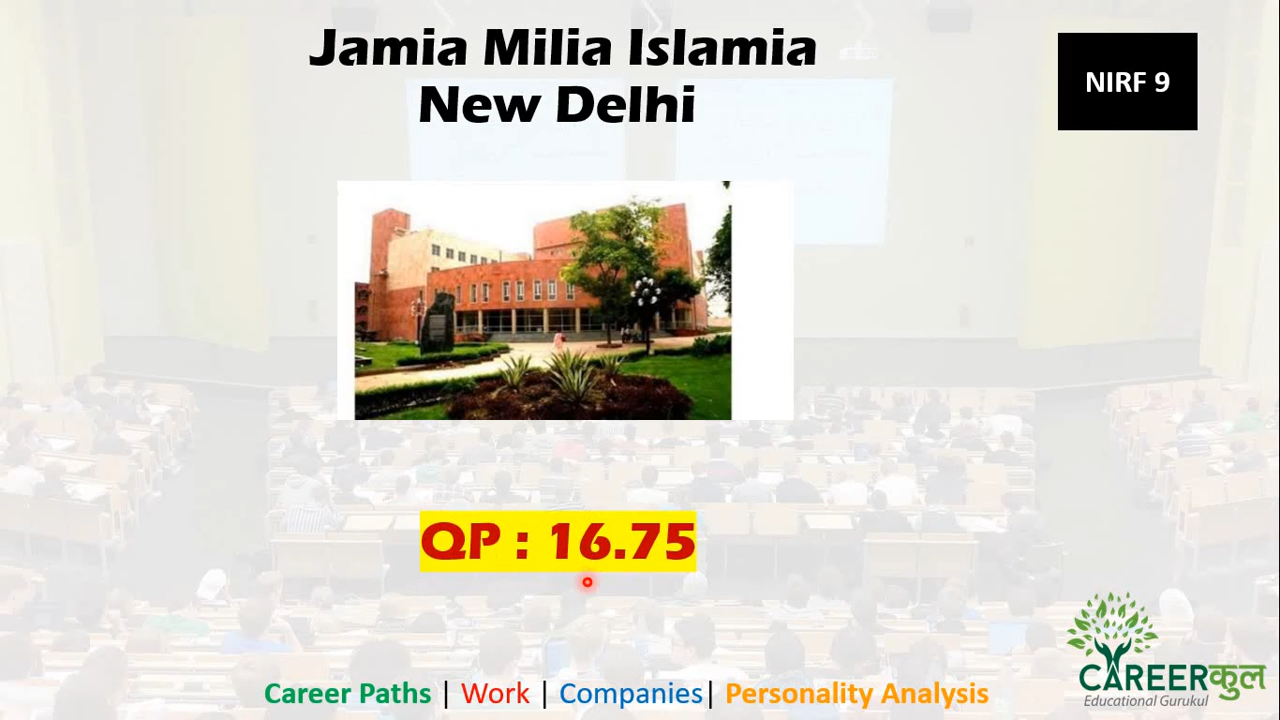 Jamia Milia Islamia
New Delhi
NIRF 9
QP : 16.75
Career Paths | Work | Companies| Personality Analysis
CAREERकुल
Educational Gurukul